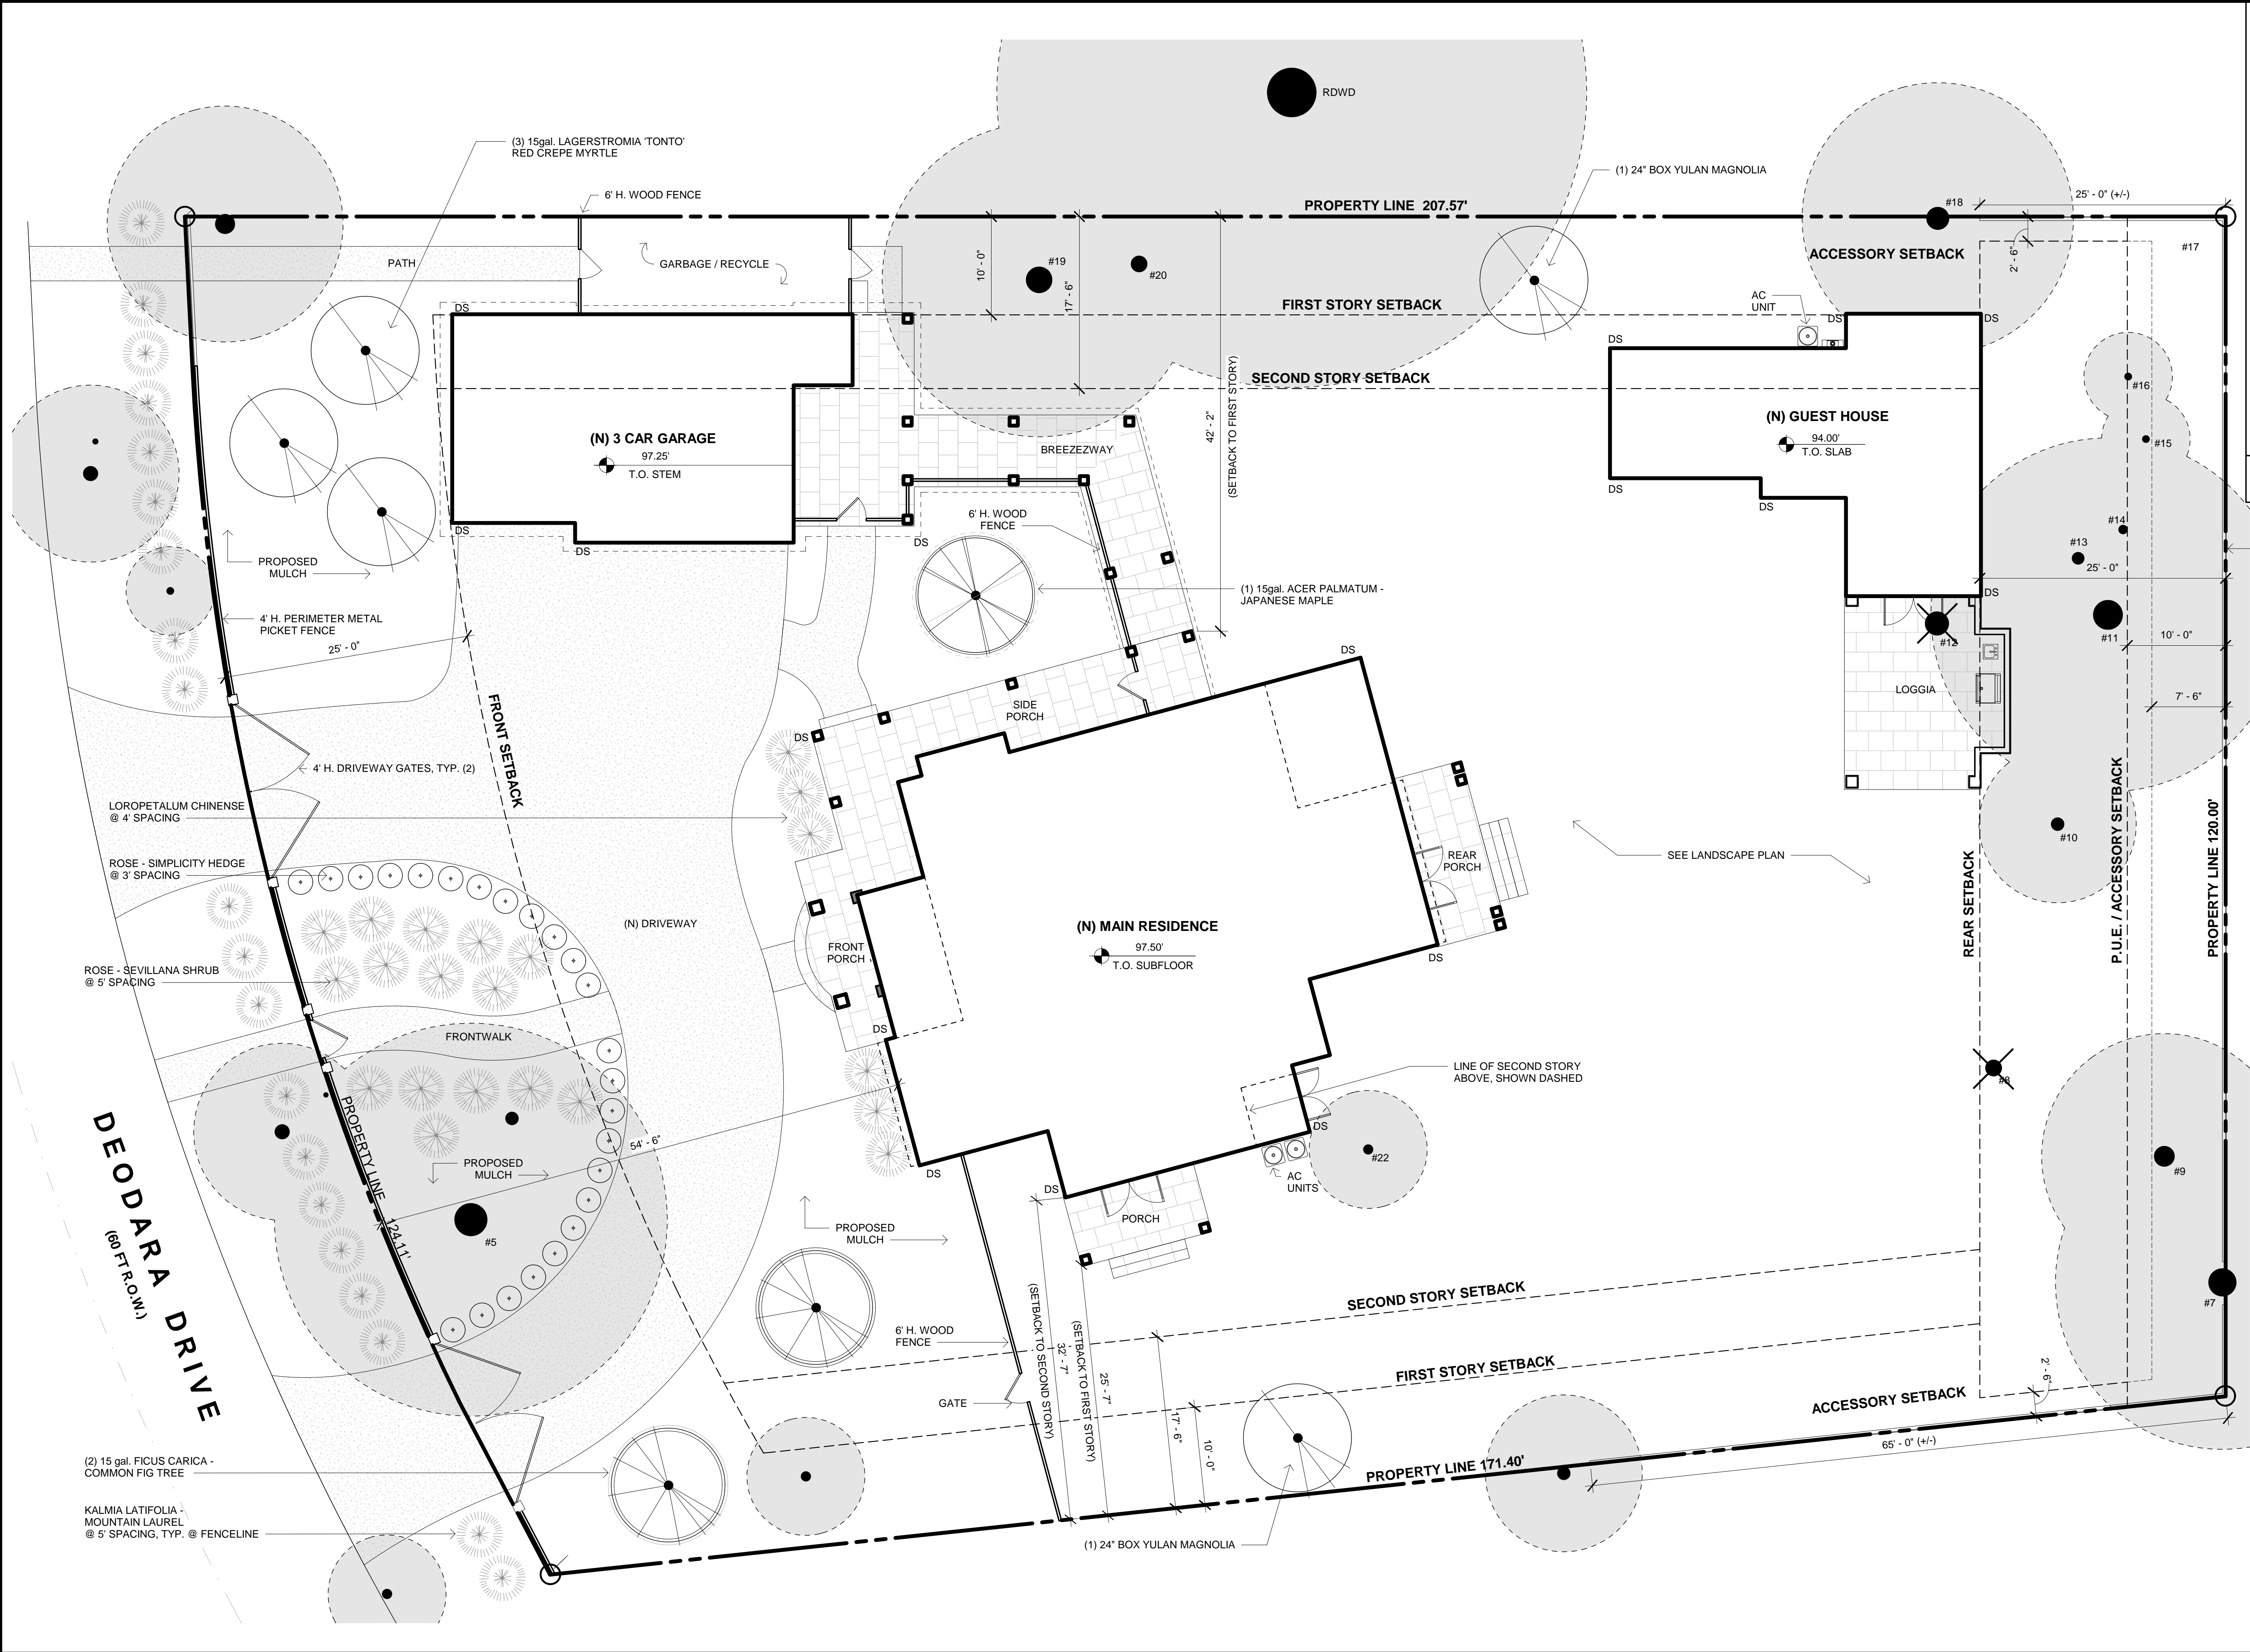 RDWD
(3) 15gal. LAGERSTROMIA 'TONTO'
RED CREPE MYRTLE
6' H. WOOD FENCE
(1) 24" BOX YULAN MAGNOLIA
PROPERTY LINE 207.57'
#18
25' - 0" (+/-)
#17
PATH
GARBAGE / RECYCLE
10' - 0"
17' - 6"
#19
#20
ACCESSORY SETBACK
2' - 6"
FIRST STORY SETBACK
AC
UNIT
DS
DS
DS
DS
SECOND STORY SETBACK
42' - 2"
(SETBACK TO FIRST STORY)
#16
(N) 3 CAR GARAGE
97.25'
T.O. STEM
BREEZEZWAY
(N) GUEST HOUSE
94.00'
T.O. SLAB
#15
DS
DS
6' H. WOOD
FENCE
#14
#13
DS
DS
DS
25' - 0"
PROPOSED
MULCH
(1) 15gal. ACER PALMATUM -
JAPANESE MAPLE
DS
4' H. PERIMETER METAL
PICKET FENCE
25' - 0"
#11
#12
10' - 0"
DS
LOGGIA
7' - 6"
SIDE
PORCH
FRONT SETBACK
DS
4' H. DRIVEWAY GATES, TYP. (2)
LOROPETALUM CHINENSE
@ 4' SPACING
P.U.E. / ACCESSORY SETBACK
PROPERTY LINE 120.00'
#10
ROSE - SIMPLICITY HEDGE
@ 3' SPACING
REAR
PORCH
SEE LANDSCAPE PLAN
REAR SETBACK
(N) DRIVEWAY
(N) MAIN RESIDENCE
97.50'
T.O. SUBFLOOR
FRONT
PORCH
DS
ROSE - SEVILLANA SHRUB
@ 5' SPACING
FRONTWALK
DS
LINE OF SECOND STORY
ABOVE, SHOWN DASHED
#8
PROPERTY LINE 124.11'
DEODARA DRIVE
(60 FT R.O.W.)
54' - 6"
DS
#22
PROPOSED
MULCH
DS
AC
UNITS
#9
DS
PORCH
#5
PROPOSED
MULCH
SECOND STORY SETBACK
#7
6' H. WOOD
FENCE
(SETBACK TO SECOND STORY)
32' - 7"
(SETBACK TO FIRST STORY)
25' - 7"
FIRST STORY SETBACK
2' - 6"
GATE
17' - 6"
10' - 0"
ACCESSORY SETBACK
65' - 0" (+/-)
PROPERTY LINE 171.40'
(2) 15 gal. FICUS CARICA -
COMMON FIG TREE
KALMIA LATIFOLIA -
MOUNTAIN LAUREL
@ 5' SPACING, TYP. @ FENCELINE
(1) 24" BOX YULAN MAGNOLIA